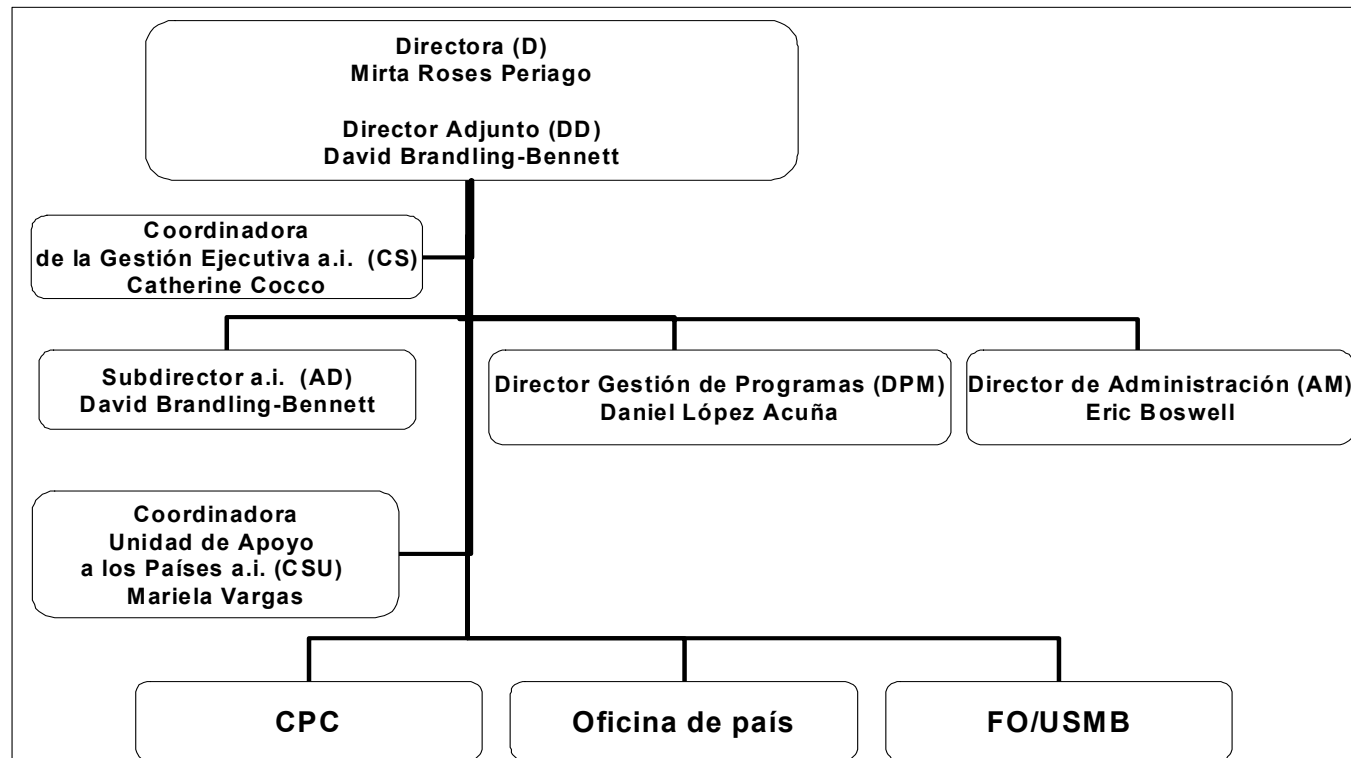 Directora (D)
Mirta Roses Periago
Director Adjunto (DD)
David Brandling-Bennett
Coordinadora
de la Gestión Ejecutiva a.i. (CS)
Catherine Cocco
Subdirector a.i. (AD)
David Brandling-Bennett
Director Gestión de Programas (DPM)
Daniel López Acuña
Director de Administración (AM)
Eric Boswell
Coordinadora
Unidad de Apoyo
a los Países a.i. (CSU)
Mariela Vargas
CPC
Oficina de país
FO/USMB